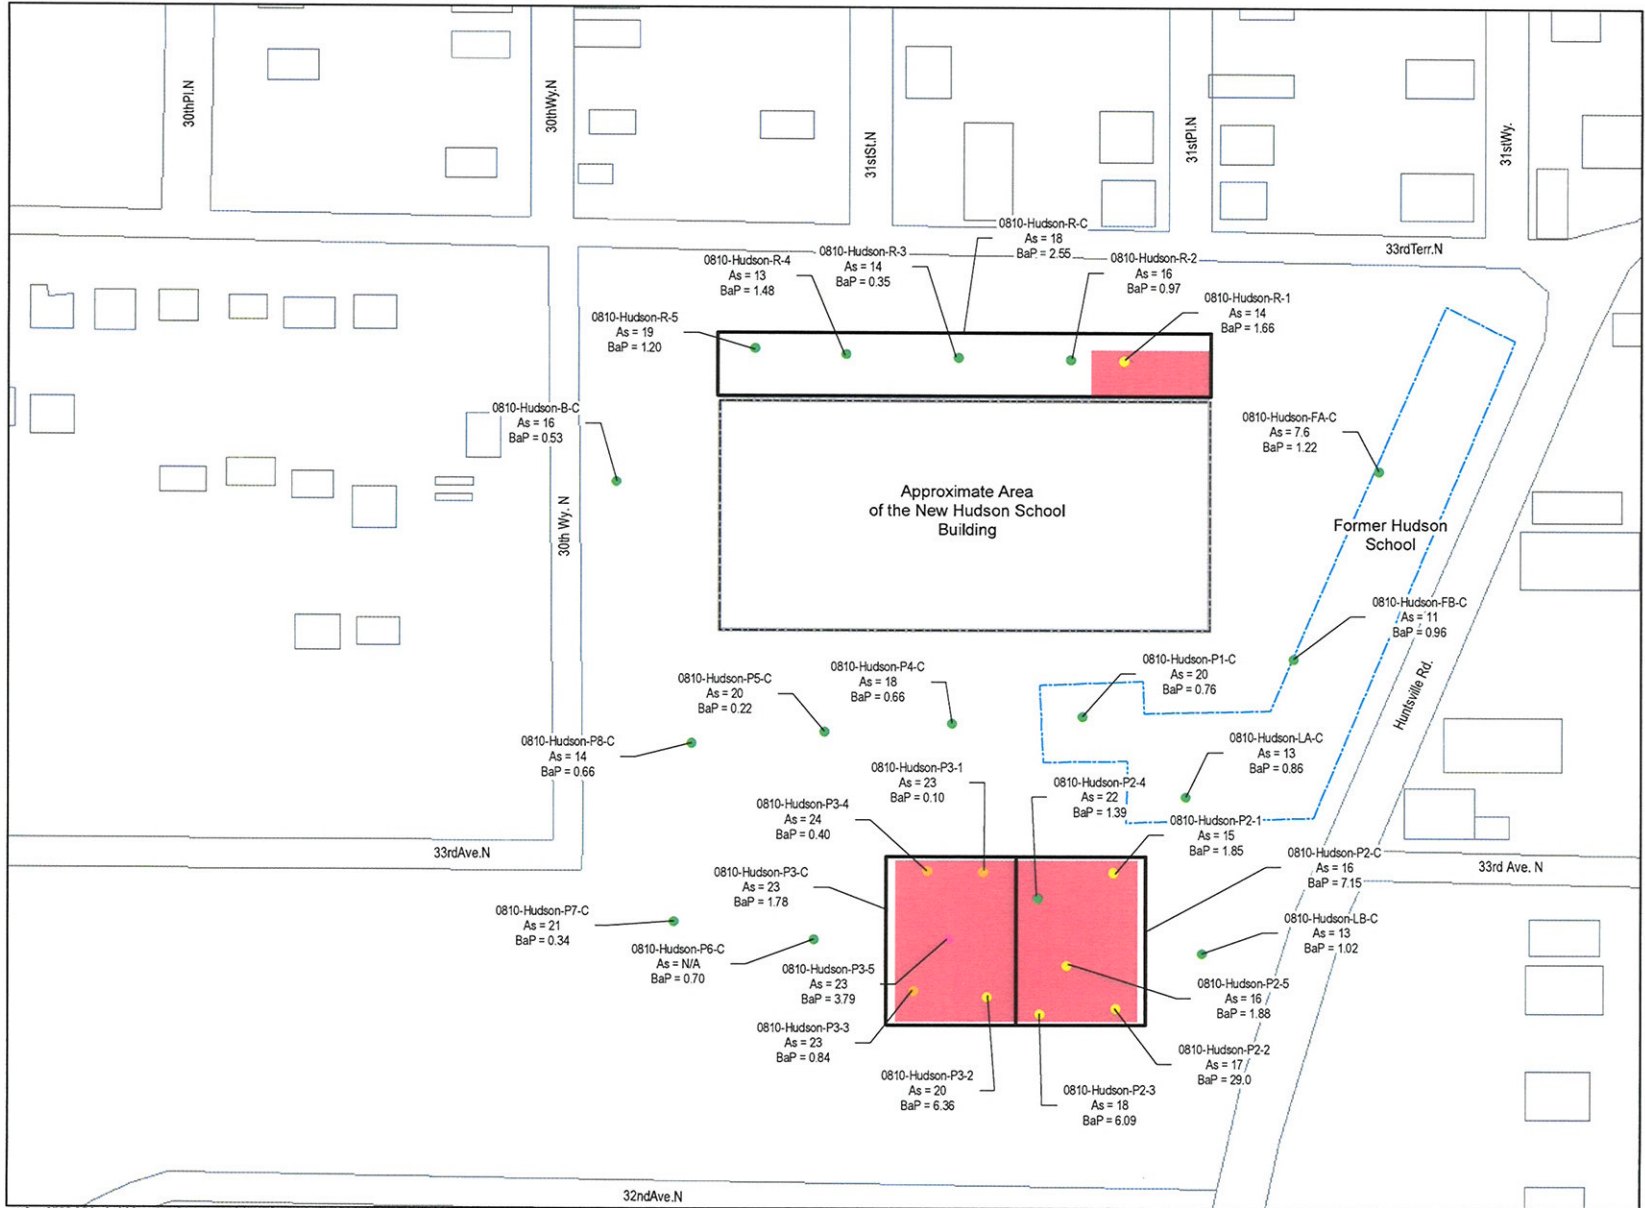 30thPl.N
30thWy.N
31stSt.N
31stPl.N
31stWy.
33rdTerr.N
0810-Hudson-R-C
As = 18
BaP = 2.55
0810-Hudson-R-4
As = 13
BaP = 1.48
0810-Hudson-R-3
As = 14
BaP = 0.35
0810-Hudson-R-2
As = 16
BaP = 0.97
0810-Hudson-R-1
As = 14
BaP = 1.66
0810-Hudson-R-5
As = 19
BaP = 1.20
0810-Hudson-B-C
As = 16
BaP = 0.53
0810-Hudson-FA-C
As = 7.6
BaP = 1.22
Approximate Area
of the New Hudson School
Building
Former Hudson
School
30th Wy. N
0810-Hudson-FB-C
As = 11
BaP = 0.96
Huntsville Rd.
0810-Hudson-P1-C
As = 20
BaP = 0.76
0810-Hudson-P4-C
As = 18
BaP = 0.66
0810-Hudson-P5-C
As = 20
BaP = 0.22
0810-Hudson-P8-C
As = 14
BaP = 0.66
0810-Hudson-LA-C
As = 13
BaP = 0.86
0810-Hudson-P3-1
As = 23
BaP = 0.10
0810-Hudson-P2-4
As = 22
BaP = 1.39
0810-Hudson-P3-4
As = 24
BaP = 0.40
0810-Hudson-P2-1
As = 15
BaP = 1.85
33rdAve.N
0810-Hudson-P2-C
As = 16
BaP = 7.15
33rd Ave. N
0810-Hudson-P3-C
As = 23
BaP = 1.78
0810-Hudson-P7-C
As = 21
BaP = 0.34
0810-Hudson-P6-C
As = N/A
BaP = 0.70
0810-Hudson-LB-C
As = 13
BaP = 1.02
0810-Hudson-P3-5
As = 23
BaP = 3.79
0810-Hudson-P2-5
As = 16
BaP = 1.88
0810-Hudson-P3-3
As = 23
BaP = 0.84
0810-Hudson-P2-2
As = 17
BaP = 29.0
0810-Hudson-P3-2
As = 20
BaP = 6.36
0810-Hudson-P2-3
As = 18
BaP = 6.09
32ndAve.N